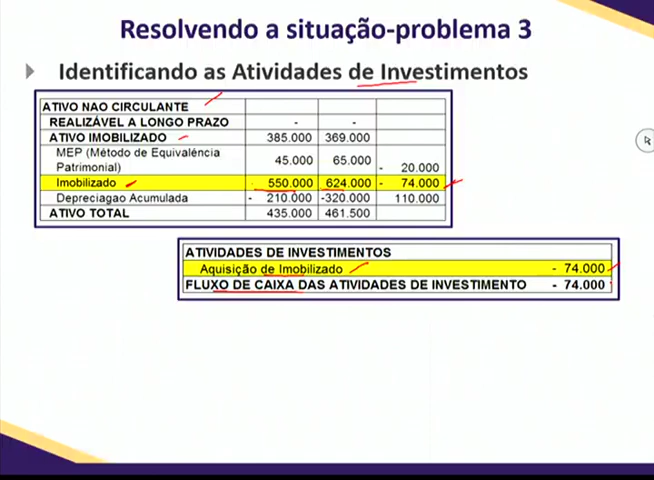 Resolvendo a situação-problema 3
Identificando as Atividades de Investimentos
ATIVO NAO CIRCULANTE
REALIZÁVEL A LONGO PRAZO - -
ATIVO IMOBILIZADO 385.000 369.000
MEP (Método de Equivalência
Patrimonial) 45.000 65.000 - 20.000
Imobilizado 550.000 624.000 - 74.000
Depreciagao Acumulada - 210.000 -320.000 110.000
ATIVO TOTAL 435.000 461.500
ATIVIDADES DE INVESTIMENTOS
Aquisição de Imobilizado - 74.000
FLUXO DE CAIXA DAS ATIVIDADES DE INVESTIMENTO - 74.000